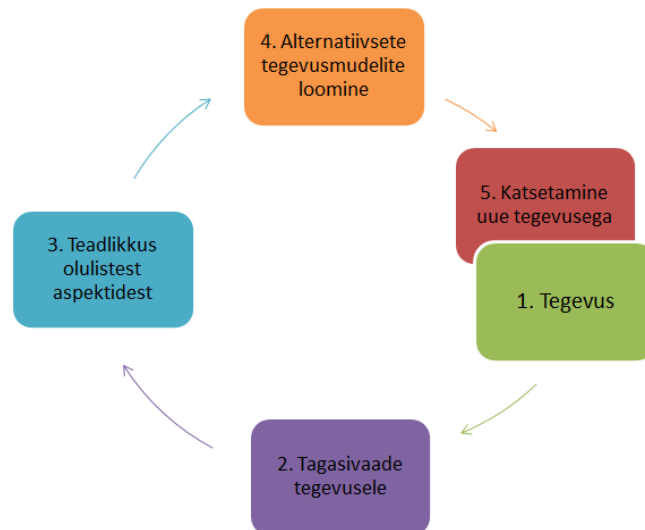 4. Alternatiivsete
tegevusmudelite
loomine
5. Katsetamine
uue tegevusega
1. Tegevus
2. Tagasivaade
tegevusele
3. Teadlikkus
olulistest
aspektidest